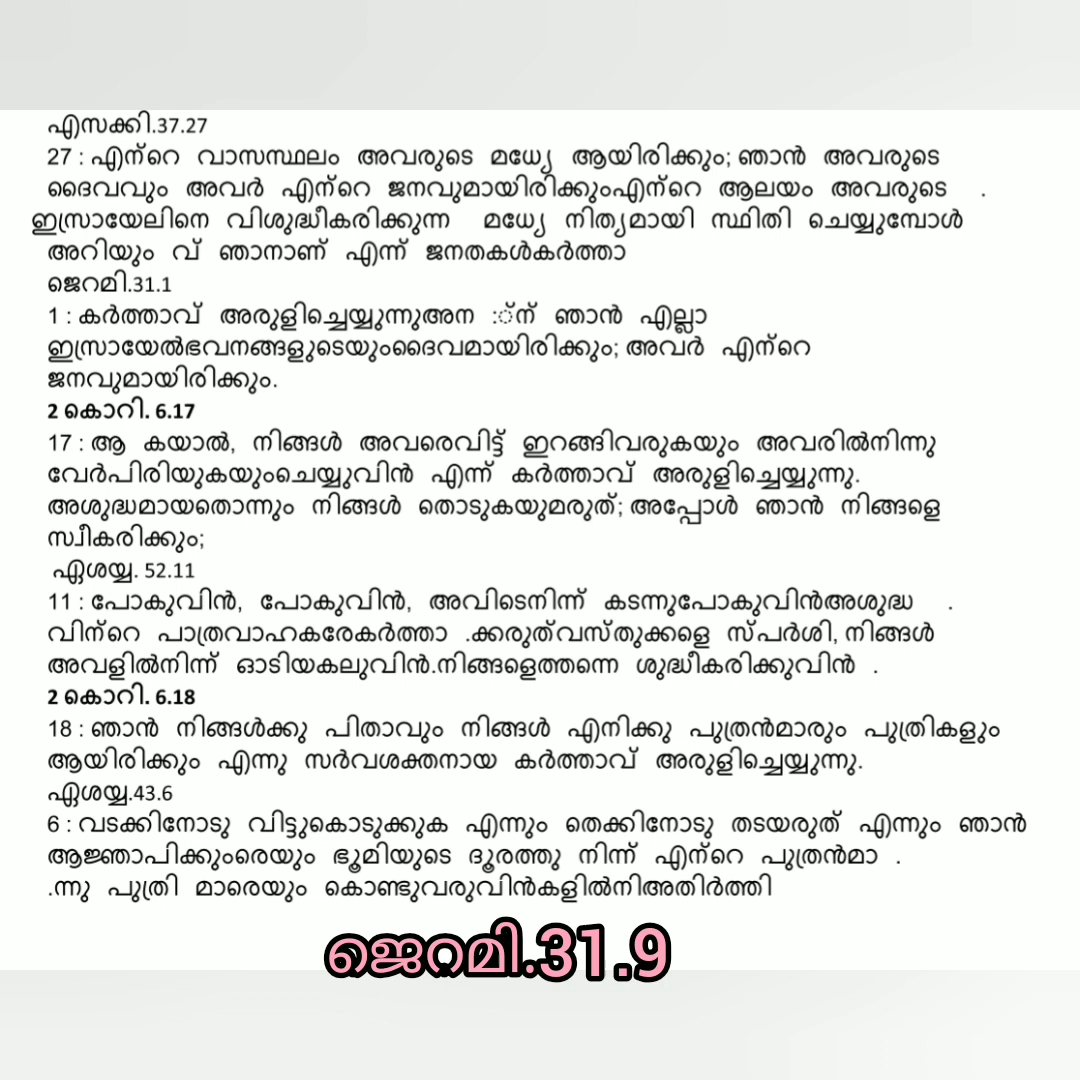 എസക്കി.37.27
27 : എന്റെ വാസസ്ഥലം അവരുടെ മധ്യേ ആയിരിക്കും; ഞാൻ അവരുടെ
ദൈവവും അവർ എന്റെ ജനവുമായിരിക്കുംഎന്റെ ആലയം അവരുടെ .
ഇസ്രായേലിനെ വിശുദ്ധീകരിക്കുന്ന മധ്യേ നിത്യമായി സ്ഥിതി ചെയ്യുമ്പോൾ
അറിയും വ് ഞാനാണ് എന്ന് ജനതകൾകർത്താ
ജെറമി.31.1
1 : കർത്താവ് അരുളിച്ചെയ്യുന്നുഅന :്ന് ഞാൻ എല്ലാ
ഇസ്രായേൽഭവനങ്ങളുടെയുംദൈവമായിരിക്കും; അവർ എന്റെ
ജനവുമായിരിക്കും.
2 കൊറി. 6.17
17 : ആ കയാൽ, നിങ്ങൾ അവരെവിട്ട് ഇറങ്ങിവരുകയും അവരിൽനിന്നു
വേർപിരിയുകയുംചെയ്യുവിൻ എന്ന് കർത്താവ് അരുളിച്ചെയ്യുന്നു.
അശുദ്ധമായതൊന്നും നിങ്ങൾ തൊടുകയുമരുത്; അപ്പോൾ ഞാൻ നിങ്ങളെ
സ്വീകരിക്കും;
ഏശയ്യ. 52.11
11 : പോകുവിൻ, പോകുവിൻ, അവിടെനിന്ന് കടന്നുപോകുവിൻഅശുദ്ധ .
വിന്റെ പാത്രവാഹകരേകർത്താ .ക്കരുത്വസ്തുക്കളെ സ്പർശി, നിങ്ങൾ
അവളിൽനിന്ന് ഓടിയകലുവിൻ.നിങ്ങളെത്തന്നെ ശുദ്ധീകരിക്കുവിൻ .
2 കൊറി. 6.18
18 : ഞാൻ നിങ്ങൾക്കു പിതാവും നിങ്ങൾ എനിക്കു പുത്രൻമാരും പുത്രികളും
ആയിരിക്കും എന്നു സർവശക്തനായ കർത്താവ് അരുളിച്ചെയ്യുന്നു.
ഏശയ്യ.43.6
6 : വടക്കിനോടു വിട്ടുകൊടുക്കുക എന്നും തെക്കിനോടു തടയരുത് എന്നും ഞാൻ
ആജ്ഞാപിക്കുംരെയും ഭൂമിയുടെ ദൂരത്തു നിന്ന് എന്റെ പുത്രൻമാ .
.ന്നു പുത്രി മാരെയും കൊണ്ടുവരുവിൻകളിൽനിഅതിർത്തി
ജെറമി.31.9